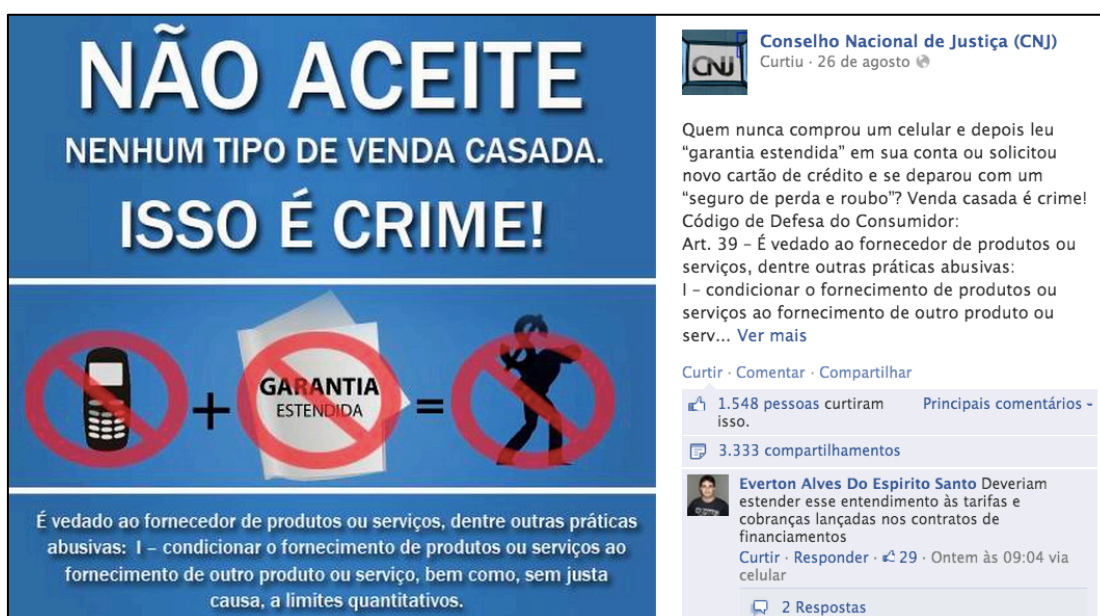 NÃO ACEITE
NENHUM TIPO DE VENDA CASADA.
ISSO É CRIME!
+
GARANTIA
ESTENDIDA
=
É vedado ao fornecedor de produtos ou serviços, dentre outras práticas
abusivas: I – condicionar o fornecimento de produtos ou serviços ao
fornecimento de outro produto ou serviço, bem como, sem justa
causa, a limites quantitativos.
CNJ
Conselho Nacional de Justiça (CNJ)
Curtiu · 26 de agosto
Quem nunca comprou um celular e depois leu
“garantia estendida” em sua conta ou solicitou
novo cartão de crédito e se deparou com um
“seguro de perda e roubo”? Venda casada é crime!
Código de Defesa do Consumidor:
Art. 39 – É vedado ao fornecedor de produtos ou
serviços, dentre outras práticas abusivas:
I – condicionar o fornecimento de produtos ou
serviços ao fornecimento de outro produto ou
serv... Ver mais
Curtir · Comentar · Compartilhar
1.548 pessoas curtiram isso.
Principais comentários
3.333 compartilhamentos
Everton Alves Do Espirito Santo Deveriam
estender esse entendimento às tarifas e
cobranças lançadas nos contratos de
financiamentos
Curtir · Responder · 29 · Ontem às 09:04 via
celular
2 Respostas